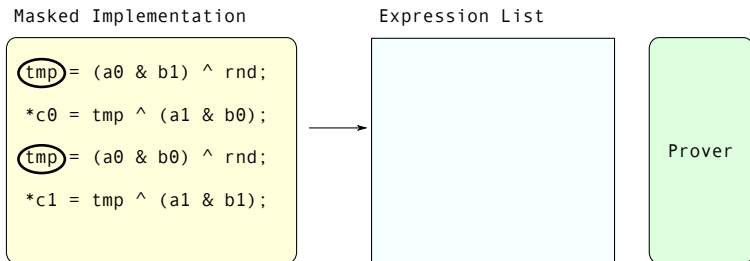 Masked Implementation
Expression List
tmp = (a0 & b1) ^ rnd;
*c0 = tmp ^ (a1 & b0);
tmp = (a0 & b0) ^ rnd;
*c1 = tmp ^ (a1 & b1);
Prover